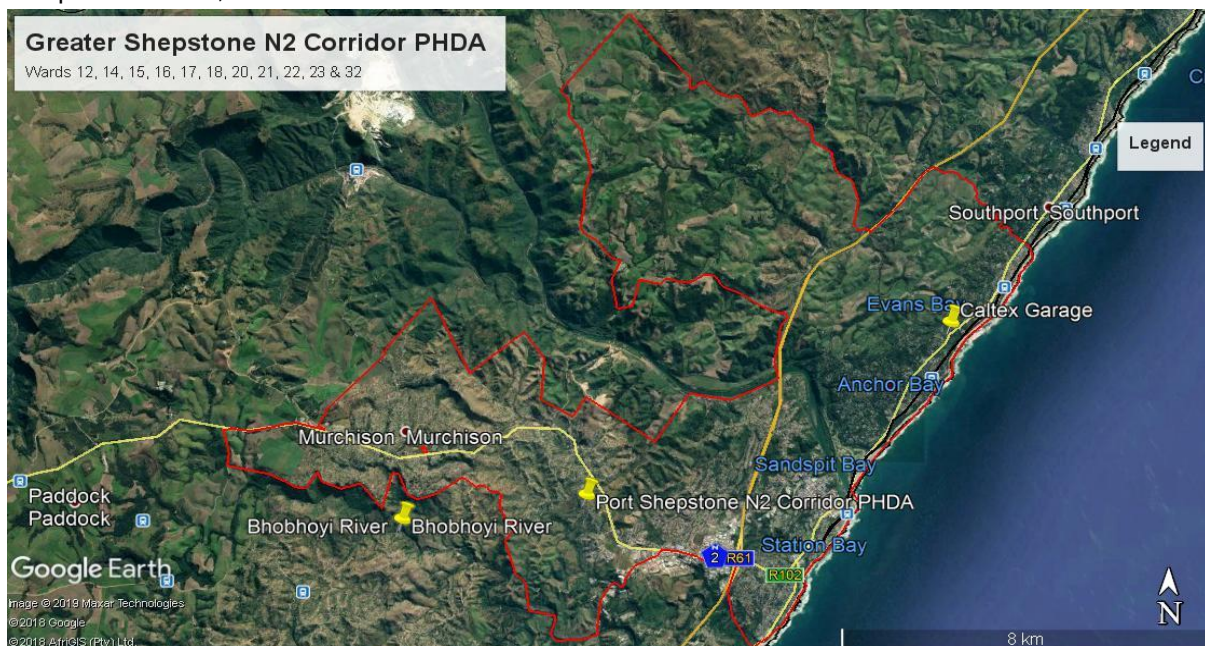 Greater Shepstone N2 Corridor PHDA
Wards 12, 14, 15, 16, 17, 18, 20, 21, 22, 23 & 32
Legend
Southport Southport
Evans Bay
Caltex Garage
Anchor Bay
Murchison Murchison
Sandspit Bay
Paddock
Paddock
Port Shepstone N2 Corridor PHDA
Bhobhoyi River Bhobhoyi River
Station Bay
2
R61
R102
Google Earth
Image © 2019 Maxar Technologies
©2018 Google
©2018 AfriGIS (Pty) Ltd.
N
8 km